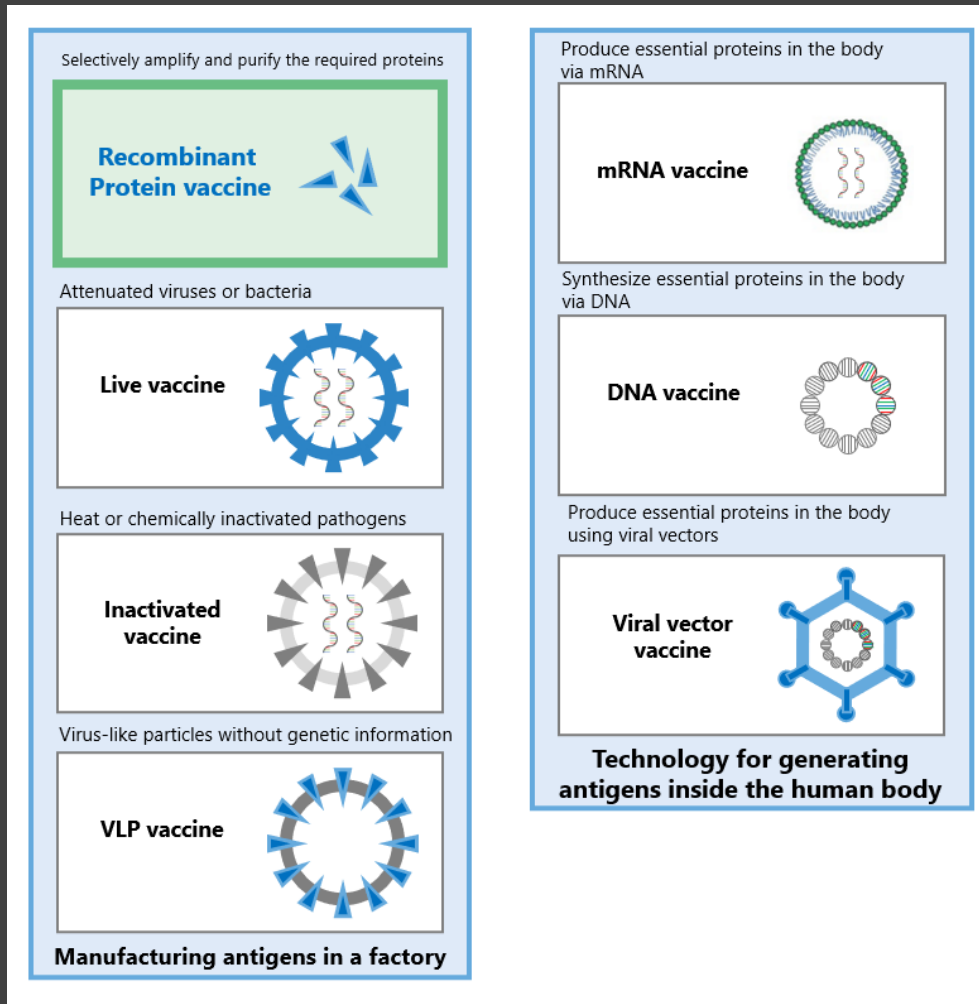 Selectively amplify and purify the required proteins
Recombinant
Protein vaccine
Attenuated viruses or bacteria
Live vaccine
Heat or chemically inactivated pathogens
Inactivated
vaccine
Virus-like particles without genetic information
VLP vaccine
Manufacturing antigens in a factory
Produce essential proteins in the body
via mRNA
mRNA vaccine
Synthesize essential proteins in the body
via DNA
DNA vaccine
Produce essential proteins in the body
using viral vectors
Viral vector
vaccine
Technology for generating
antigens inside the human body